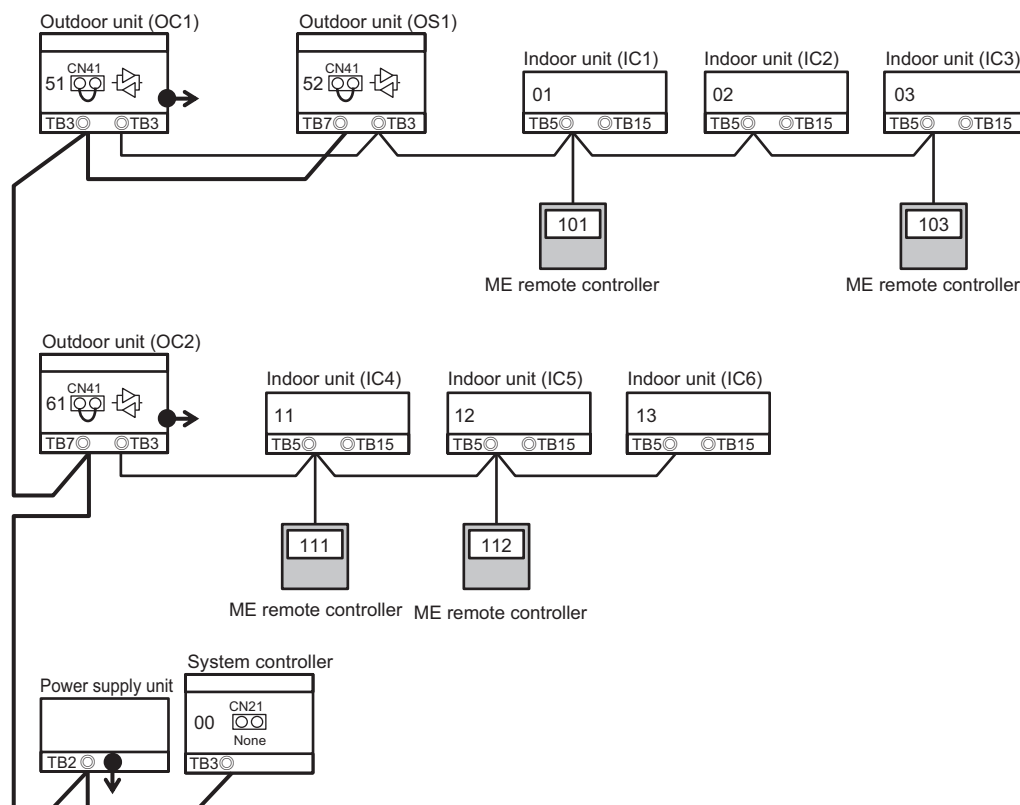 Outdoor unit (OC1)
CN41
51
TB3 TB3
Outdoor unit (OS1)
CN41
52
TB7 TB3
Indoor unit (IC1)
01
TB5 TB15
Indoor unit (IC2)
02
TB5 TB15
Indoor unit (IC3)
03
TB5 TB15
101
ME remote controller
103
ME remote controller
Outdoor unit (OC2)
CN41
61
TB7 TB3
Indoor unit (IC4)
11
TB5 TB15
Indoor unit (IC5)
12
TB5 TB15
Indoor unit (IC6)
13
TB5 TB15
111
ME remote controller
112
ME remote controller
Power supply unit
TB2
System controller
CN21
00
None
TB3